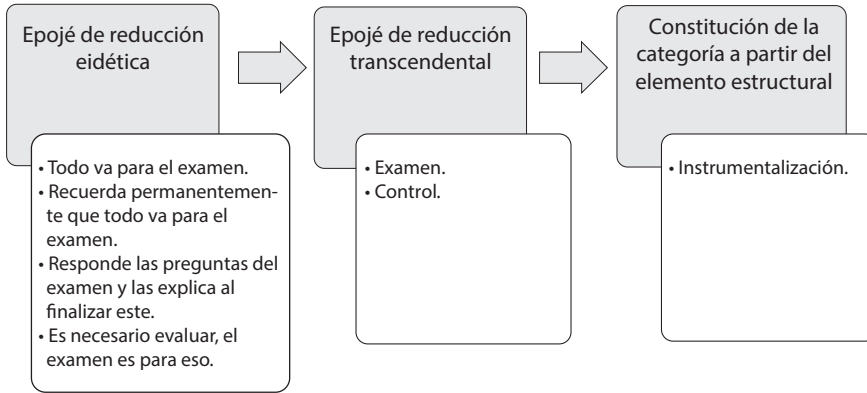 Epojé de reducción
eidética
• Todo va para el examen.
• Recuerda permanentemen-
te que todo va para el
examen.
• Responde las preguntas del
examen y las explica al
finalizar este.
• Es necesario evaluar, el
examen es para eso.
Epojé de reducción
transcendental
• Examen.
• Control.
Constitución de la
categoría a partir del
elemento estructural
• Instrumentalización.